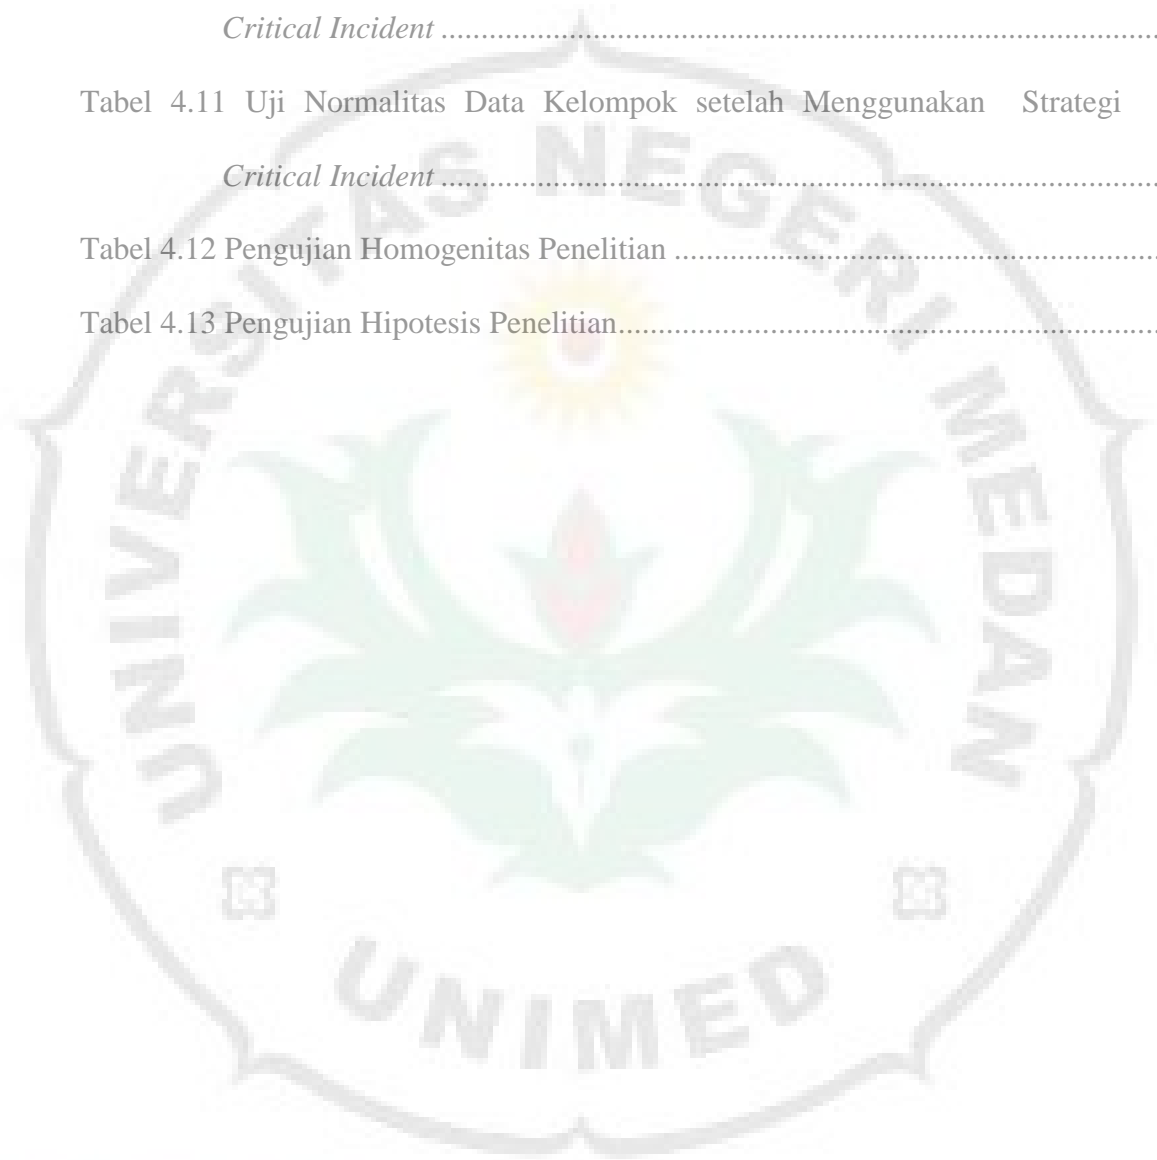 Critical Incident ........................................................................................
Tabel 4.11 Uji Normalitas Data Kelompok setelah Menggunakan Strategi
Critical Incident ........................................................................................
Tabel 4.12 Pengujian Homogenitas Penelitian ............................................................
Tabel 4.13 Pengujian Hipotesis Penelitian...................................................................
UNIVERSITAS NEGERI MEDAN
UNIMED